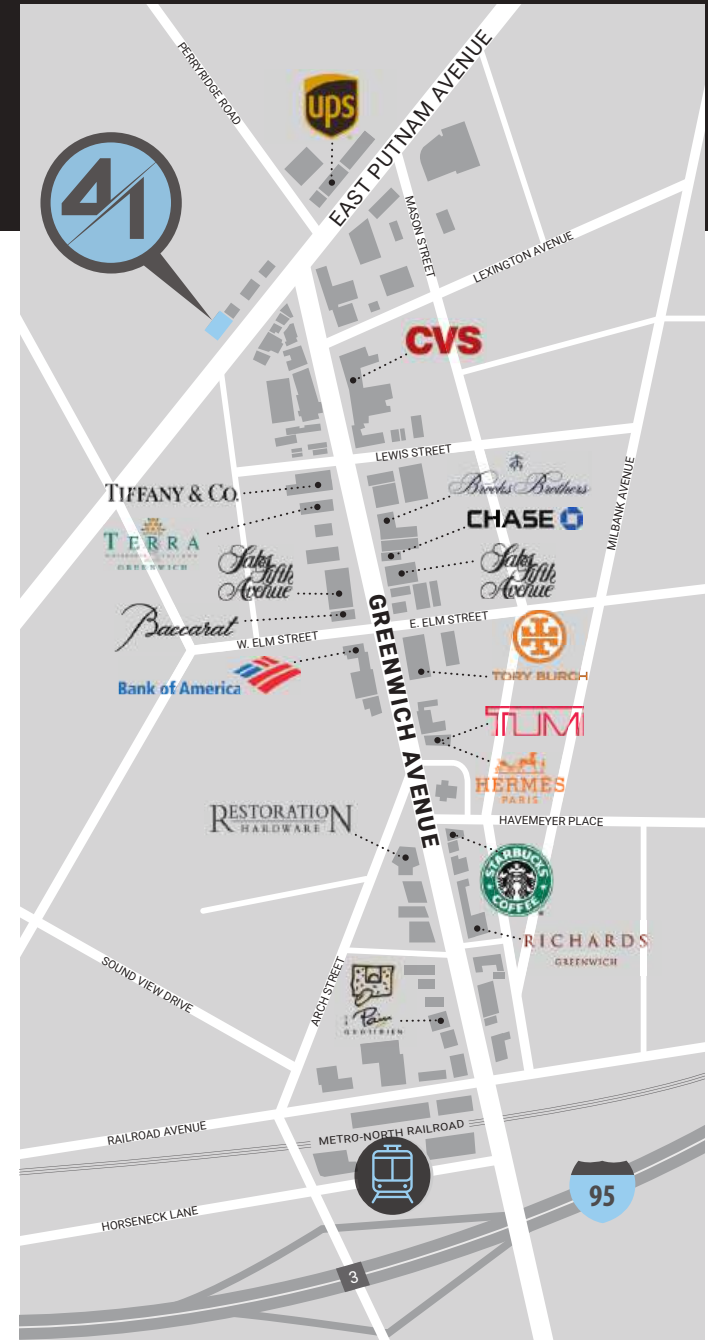 PERRYRIDGE ROAD
ups
EAST PUTNAM AVENUE
41
MASON STREET
LEXINGTON AVENUE
CVS
LEWIS STREET
TIFFANY & CO.
Brooks Brothers
MILBANK AVENUE
CHASE
TERRA
GREENWICH
Saks
Fifth
Avenue
Saks
Fifth
Avenue
Baccarat
GREENWICH AVENUE
E. ELM STREET
W. ELM STREET
TORY BURCH
Bank of America
TUMI
HERMÈS
PARIS
RESTORATION
HARDWARE
HAVEMEYER PLACE
STARBUCKS
COFFEE
RICHARDS
GREENWICH
SOUND VIEW DRIVE
ARCH STREET
Pain
QUOTIDIEN
RAILROAD AVENUE
METRO-NORTH RAILROAD
95
HORSENECK LANE
3